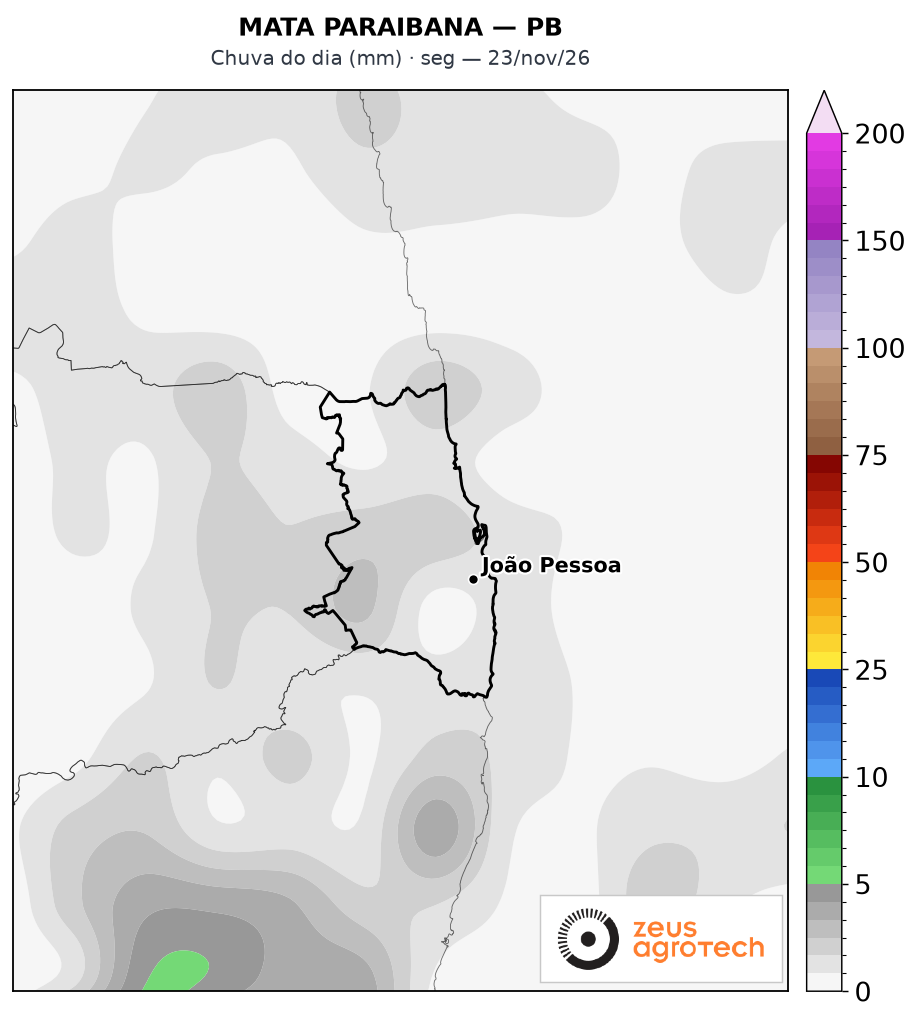 MATA PARAIBANA — PB
Chuva do dia (mm) · seg — 23/nov/26
200
150
100
75
50
25
10
5
0
João Pessoa
zeus
agrotech